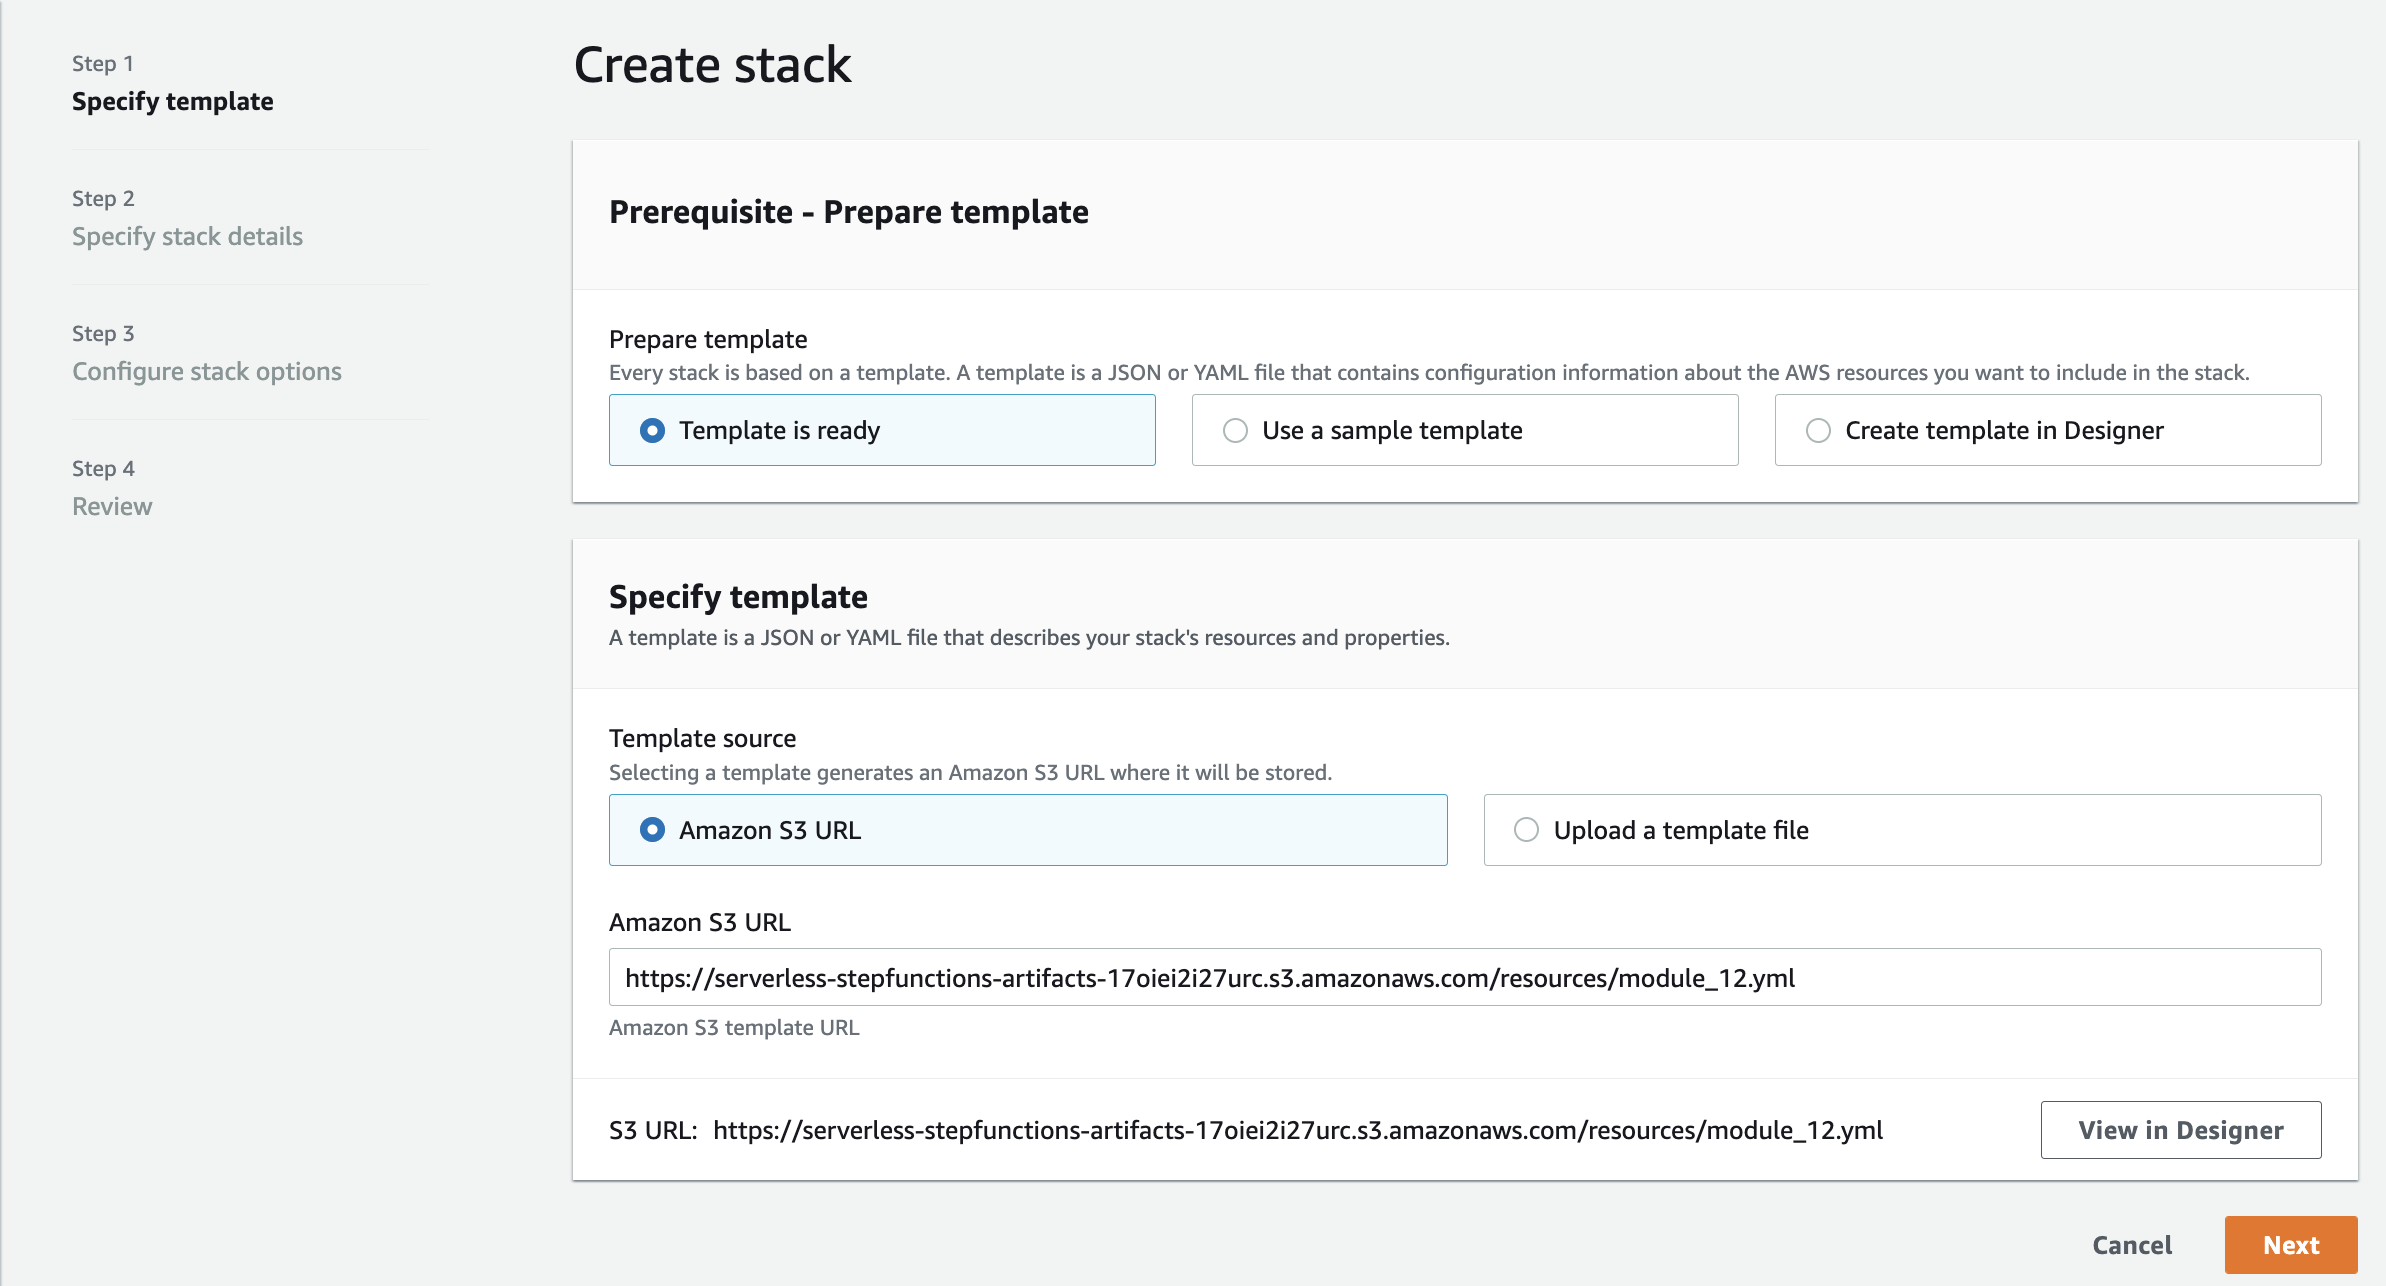 Step 1
Specify template
Step 2
Specify stack details
Step 3
Configure stack options
Step 4
Review
Create stack
Prerequisite - Prepare template
Prepare template
Every stack is based on a template. A template is a JSON or YAML file that contains configuration information about the AWS resources you want to include in the stack.
Template is ready
Use a sample template
Create template in Designer
Specify template
A template is a JSON or YAML file that describes your stack's resources and properties.
Template source
Selecting a template generates an Amazon S3 URL where it will be stored.
Amazon S3 URL
Upload a template file
Amazon S3 URL
https://serverless-stepfunctions-artifacts-17oiei2i27urc.s3.amazonaws.com/resources/module_12.yml
Amazon S3 template URL
S3 URL: https://serverless-stepfunctions-artifacts-17oiei2i27urc.s3.amazonaws.com/resources/module_12.yml
View in Designer
Cancel
Next